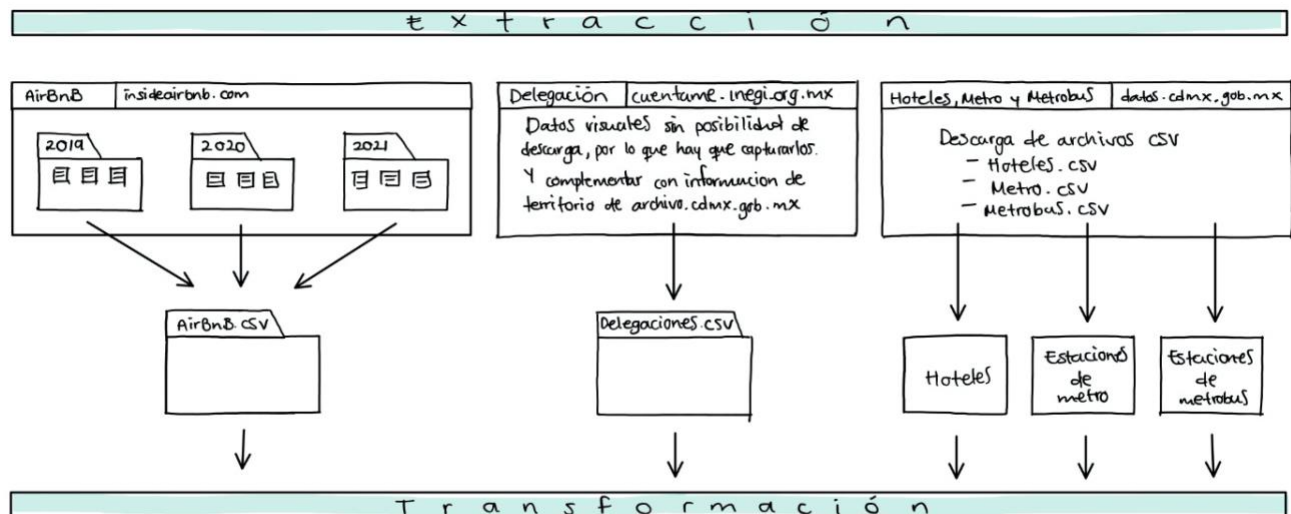 Extracción
AirBnB
insideairbnb.com
2019
2020
2021
AirBnB.csv
Delegación
cuentame.inegi.org.mx
Datos visuales sin posibilidad de
descarga, por lo que hay que capturarlos.
Y complementar con informacion de
territorio de archivo.cdmx.gob.mx
Delegaciones.csv
Hoteles, Metro y Metrobus
datos.cdmx.gob.mx
Descarga de archivos CSV
- Hoteles.csv
- Metro.csv
- Metrobus.csv
Hoteles
Estaciones
de
metro
Estaciones
de
metrobus
Transformación